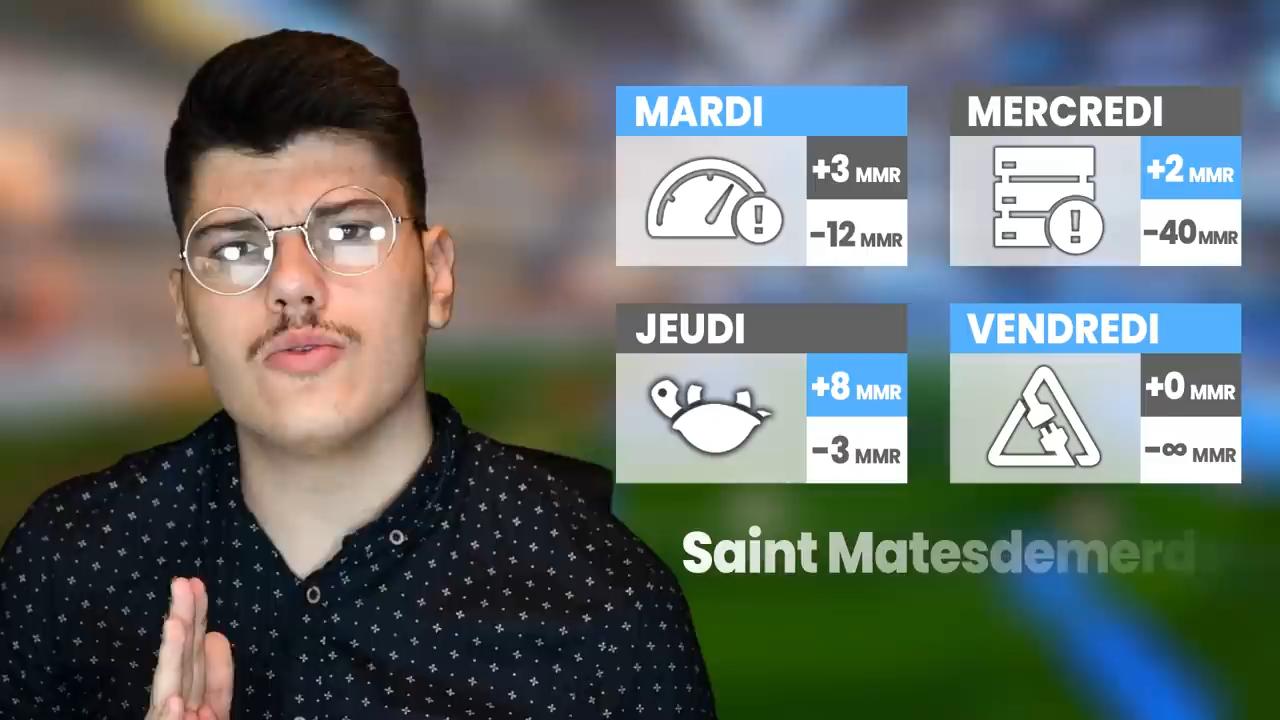 MARDI
+3 MMR
-12 MMR
MERCREDI
+2 MMR
-40 MMR
JEUDI
+8 MMR
-3 MMR
VENDREDI
+0 MMR
-∞ MMR
Saint Matesdemerd